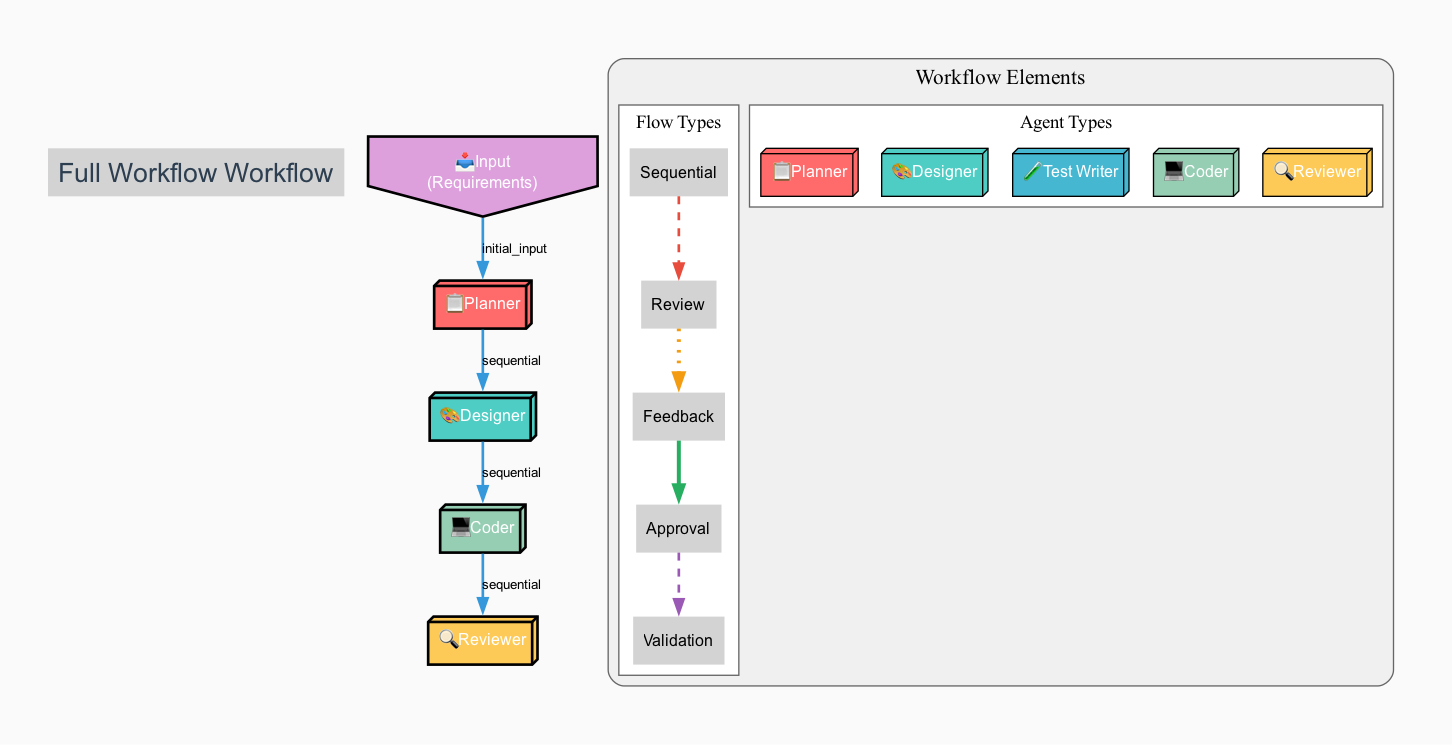 Full Workflow Workflow
📥Input
(Requirements)
initial_input
📋Planner
sequential
🎨Designer
sequential
💻Coder
sequential
🔍Reviewer
Workflow Elements
Flow Types
Sequential
Review
Feedback
Approval
Validation
Agent Types
📋Planner
🎨Designer
🧪Test Writer
💻Coder
🔍Reviewer